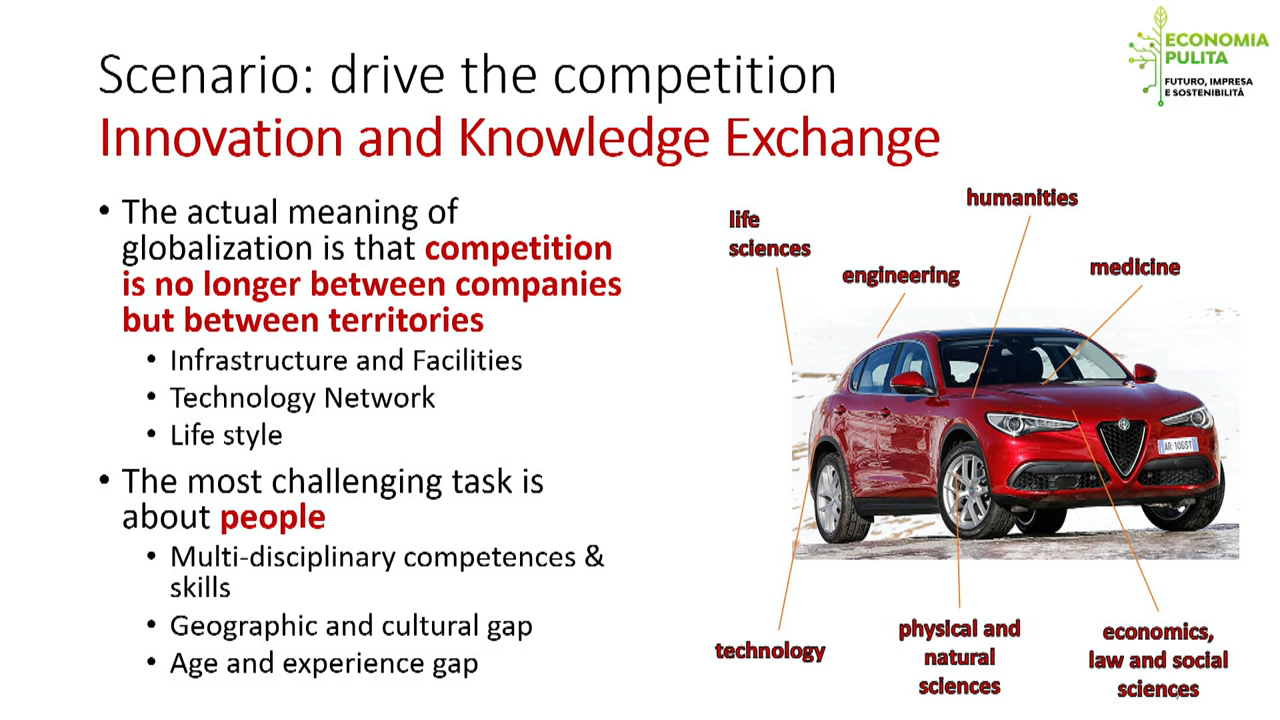 ECONOMIA
PULITA
FUTURO, IMPRESA
E SOSTENIBILITÀ
Scenario: drive the competition
Innovation and Knowledge Exchange
• The actual meaning of
globalization is that competition
is no longer between companies
but between territories
• Infrastructure and Facilities
• Technology Network
• Life style
• The most challenging task is
about people
• Multi-disciplinary competences &
skills
• Geographic and cultural gap
• Age and experience gap
life
sciences
humanities
engineering
medicine
AR 106ST
technology
physical and
natural
sciences
economics,
law and social
sciences